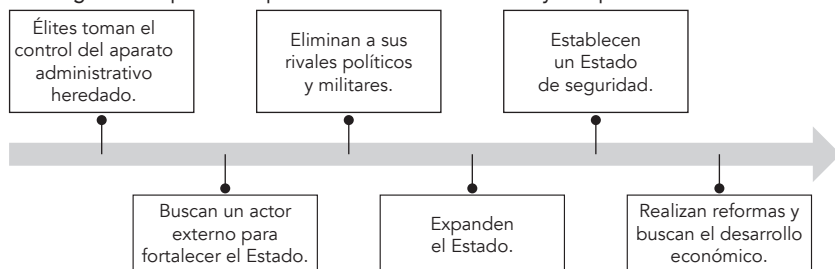 Élites toman el
control del aparato
administrativo
heredado.
Buscan un actor
externo para
fortalecer el Estado.
Eliminan a sus
rivales políticos
y militares.
Expanden
el Estado.
Establecen
un Estado
de seguridad.
Realizan reformas y
buscan el desarrollo
económico.